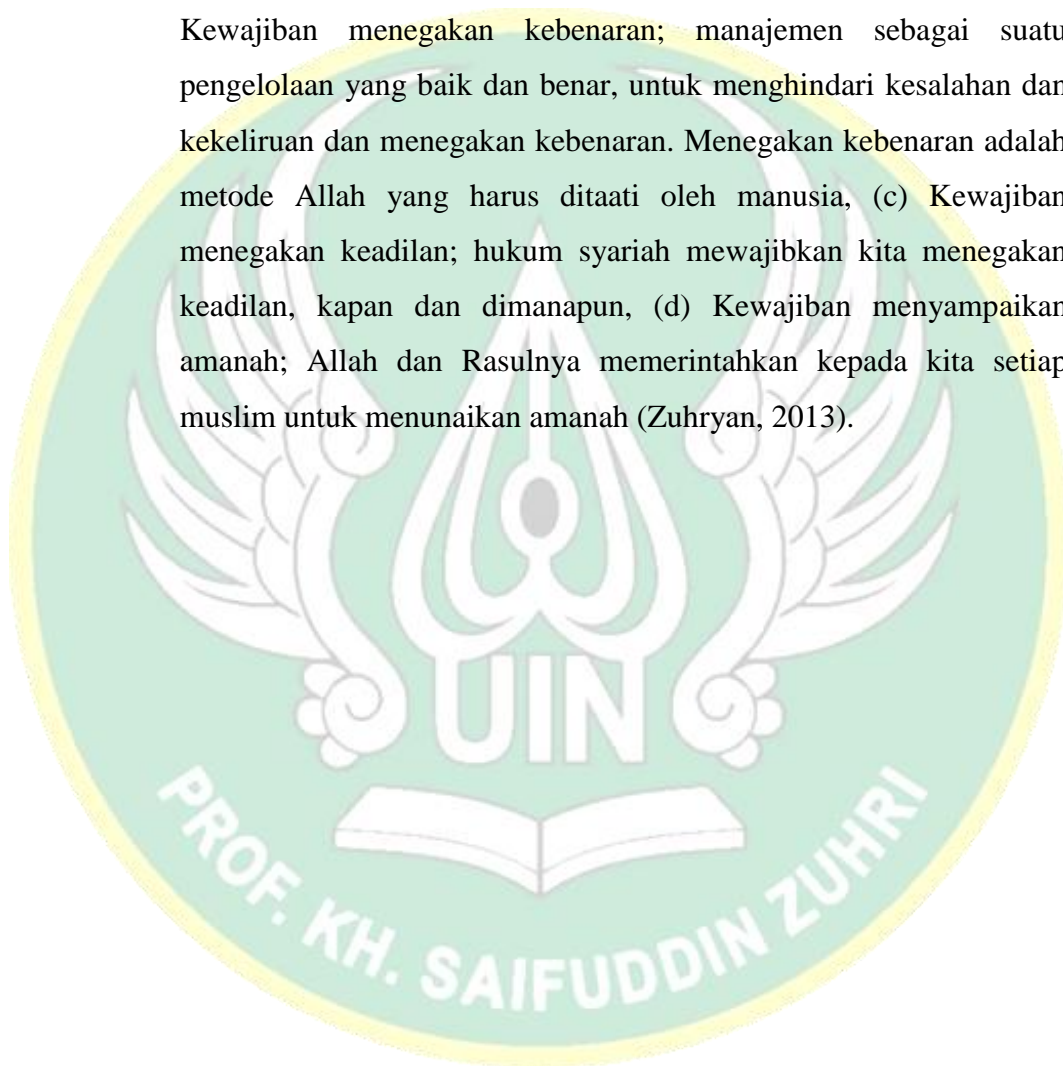 Kewajiban menegakan kebenaran; manajemen sebagai suatu
pengelolaan yang baik dan benar, untuk menghindari kesalahan dan
kekeliruan dan menegakan kebenaran. Menegakan kebenaran adalah
metode Allah yang harus ditaati oleh manusia, (c) Kewajiban
menegakan keadilan; hukum syariah mewajibkan kita menegakan
keadilan, kapan dan dimanapun, (d) Kewajiban menyampaikan
amanah; Allah dan Rasulnya memerintahkan kepada kita setiap
muslim untuk menunaikan amanah (Zuhryan, 2013).
UIN
PROF. KH. SAIFUDDIN ZUHRI